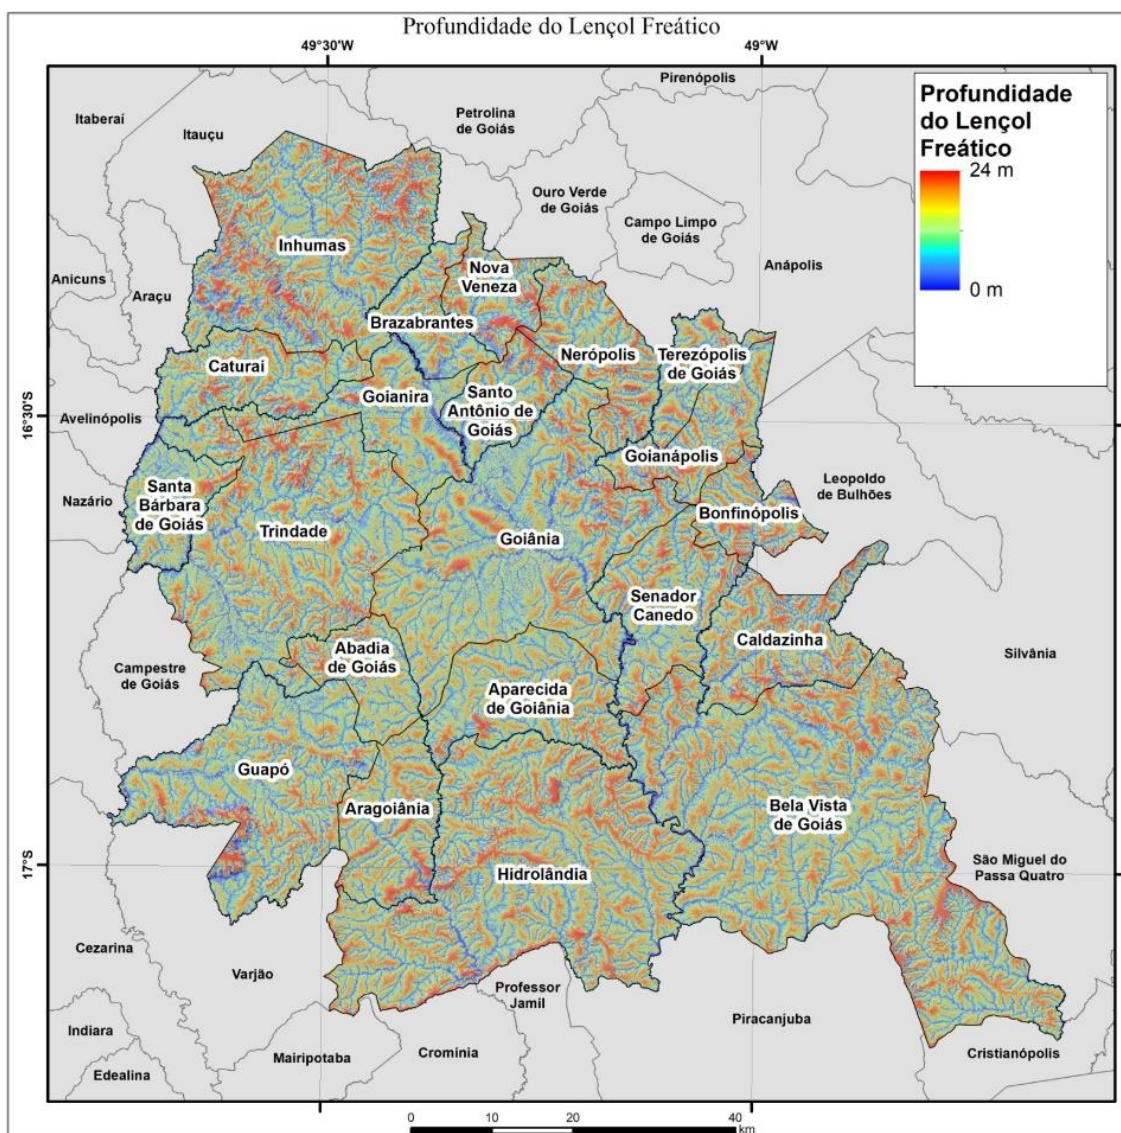 Profundidade do Lençol Freático
49°30'W
49°W
Pirenópolis
Itaberaí
Itauçu
Petrolina
de Goiás
Profundidade
do Lençol
Freático
24 m
0 m
Ouro Verde
de Goiás
Campo Limpo
de Goiás
Inhumas
Anápolis
Nova
Veneza
Anicuns
Araçu
Brazabrantes
Nerópolis
Terezópolis
de Goiás
Caturaí
Goianira
Santo
Antônio de
Goiás
Avelinópolis
16°30'S
Goianápolis
Leopoldo
de Bulhões
Nazário
Santa
Bárbara
de Goiás
Bonfinópolis
Trindade
Goiânia
Senador
Canedo
Caldazinha
Silvânia
Abadia
de Goiás
Campestre
de Goiás
Aparecida
de Goiânia
Guapó
Aragoiânia
Bela Vista
de Goiás
17°S
Hidrolândia
São Miguel do
Passa Quatro
Cezarina
Varjão
Professor
Jamil
Piracanjuba
Indiara
Mairipotaba
Cromínia
Cristianópolis
Edealina
0 10 20 40
km